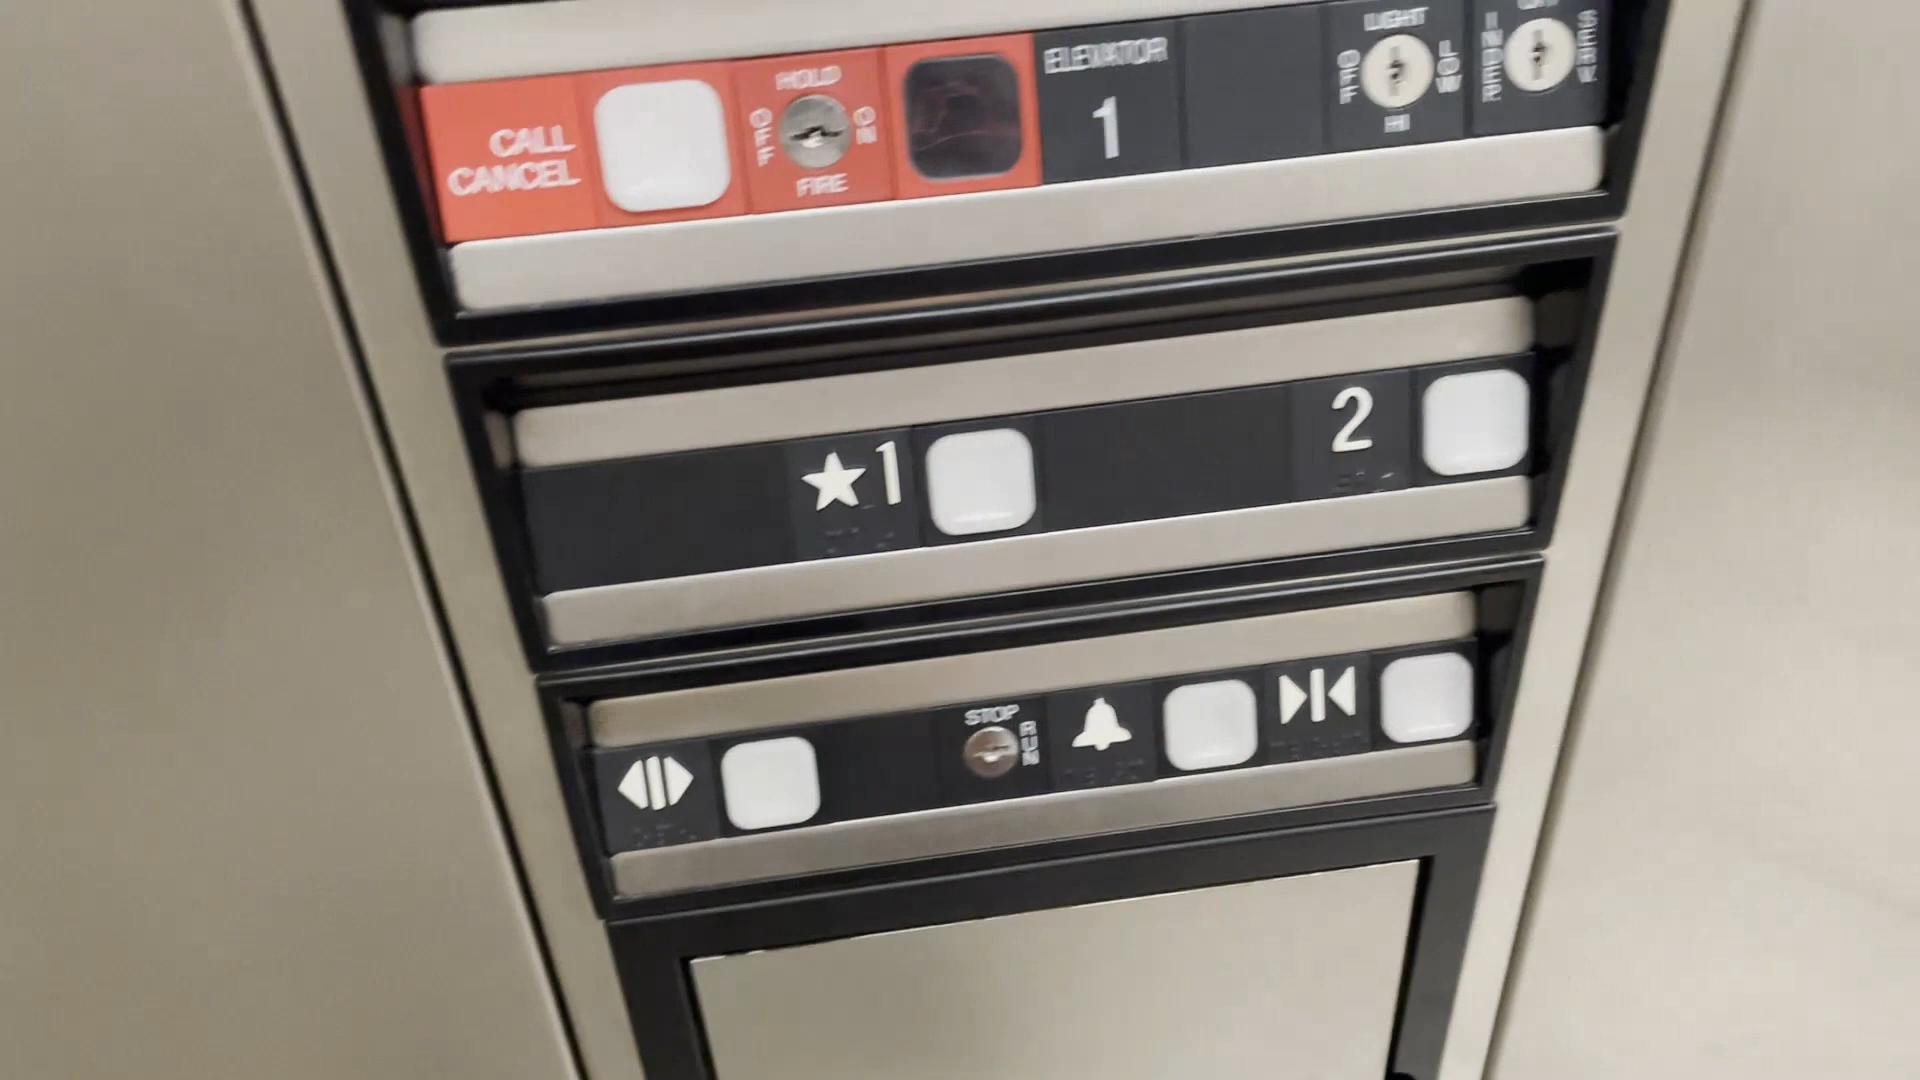 CALL
CANCEL
HOLD
OFF
ON
FIRE
ELEVATOR
1
LIGHT
OFF
LOW
HI
INDEP
SERV
★1
2
STOP
RUN